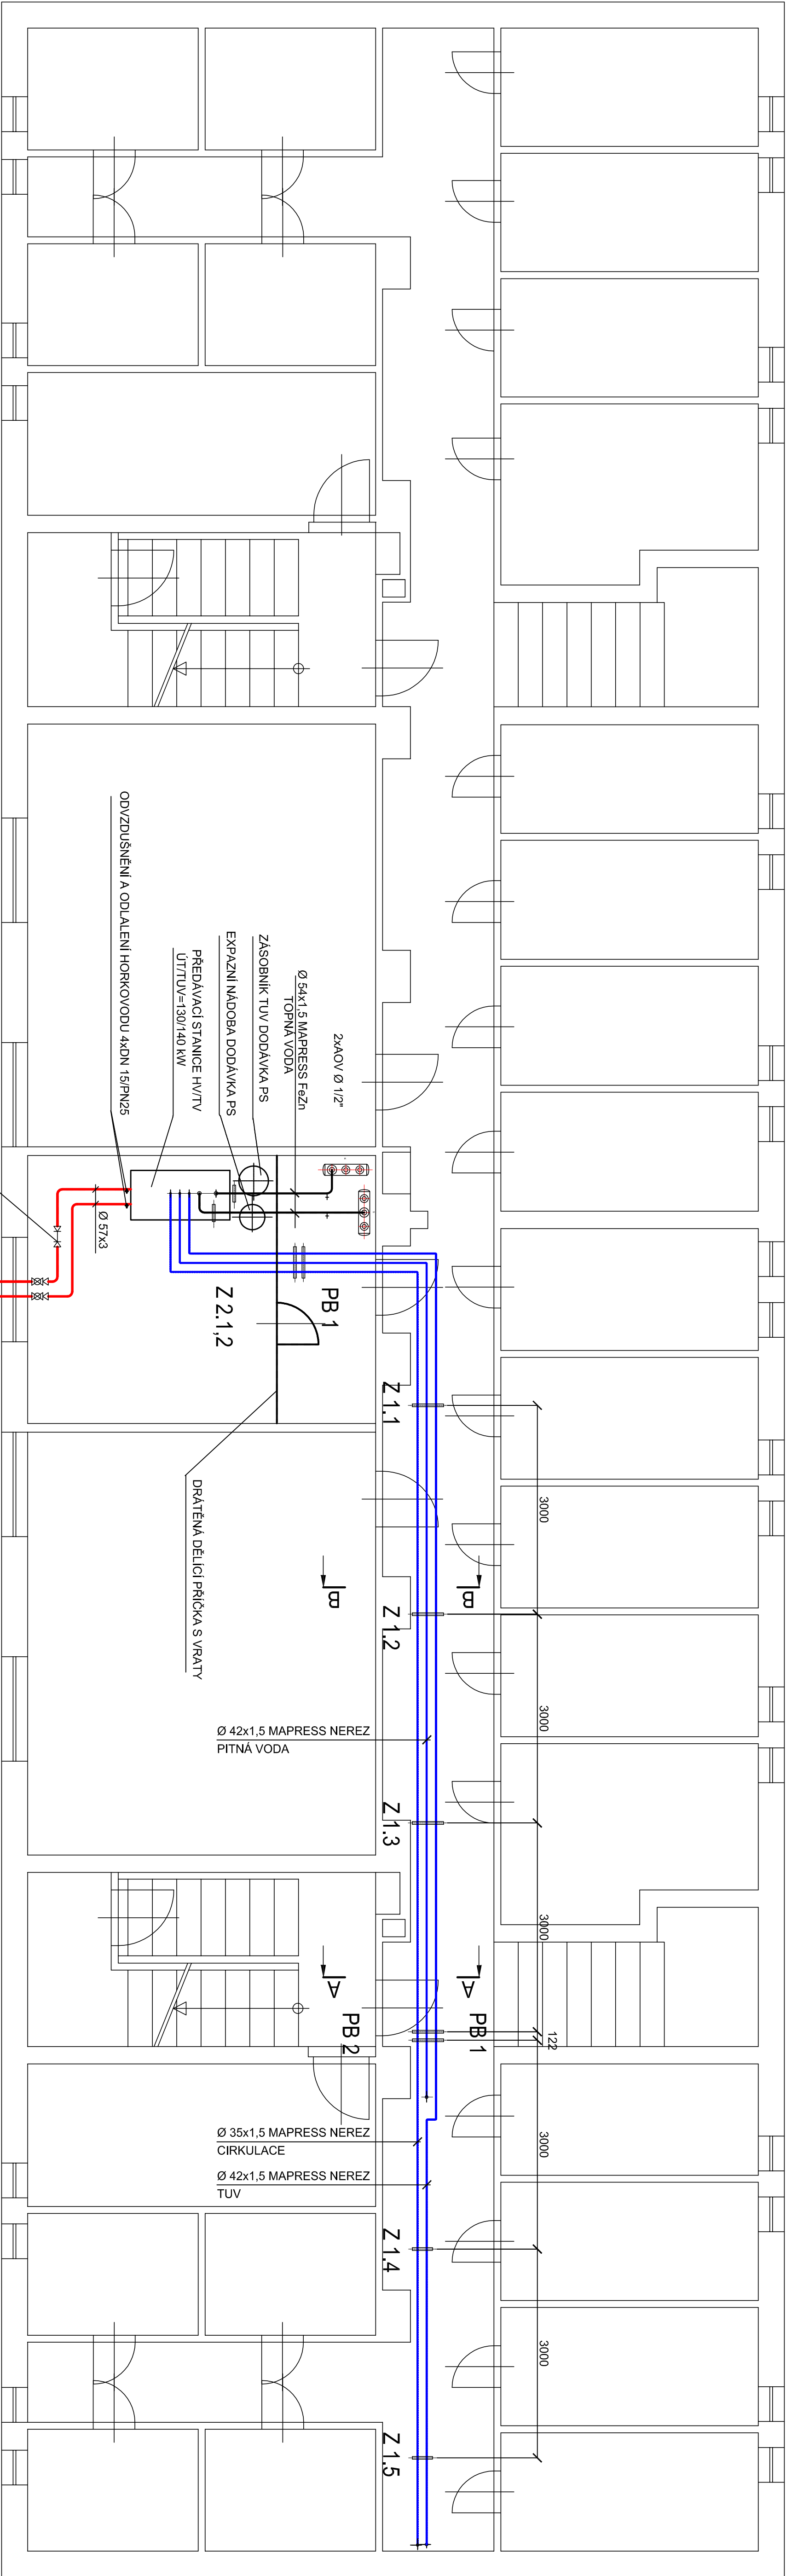 2xAOV Ø 1/2"
Ø 54x1,5 MAPRESS FeZn
TOPNÁ VODA
ZÁSOBNÍK TUV DODÁVKA PS
EXPAZNÍ NÁDOBA DODÁVKA PS
PŘEDÁVACÍ STANICE HV/TV
ÚT/TUV=130/140 kW
ODVZDUŠNĚNÍ A ODLALENÍ HORKOVODU 4xDN 15/PN25
Ø 57x3
PB 1
Z 2.1,2
Z 1.1
3000
DRÁTĚNÁ DĚLÍCÍ PŘÍČKA S VRATY
B
B
Z 1.2
3000
Ø 42x1,5 MAPRESS NEREZ
PITNÁ VODA
Z 1.3
3000
A
A
PB 1
PB 2
122
3000
Ø 35x1,5 MAPRESS NEREZ
CIRKULACE
Ø 42x1,5 MAPRESS NEREZ
TUV
Z 1.4
3000
Z 1.5